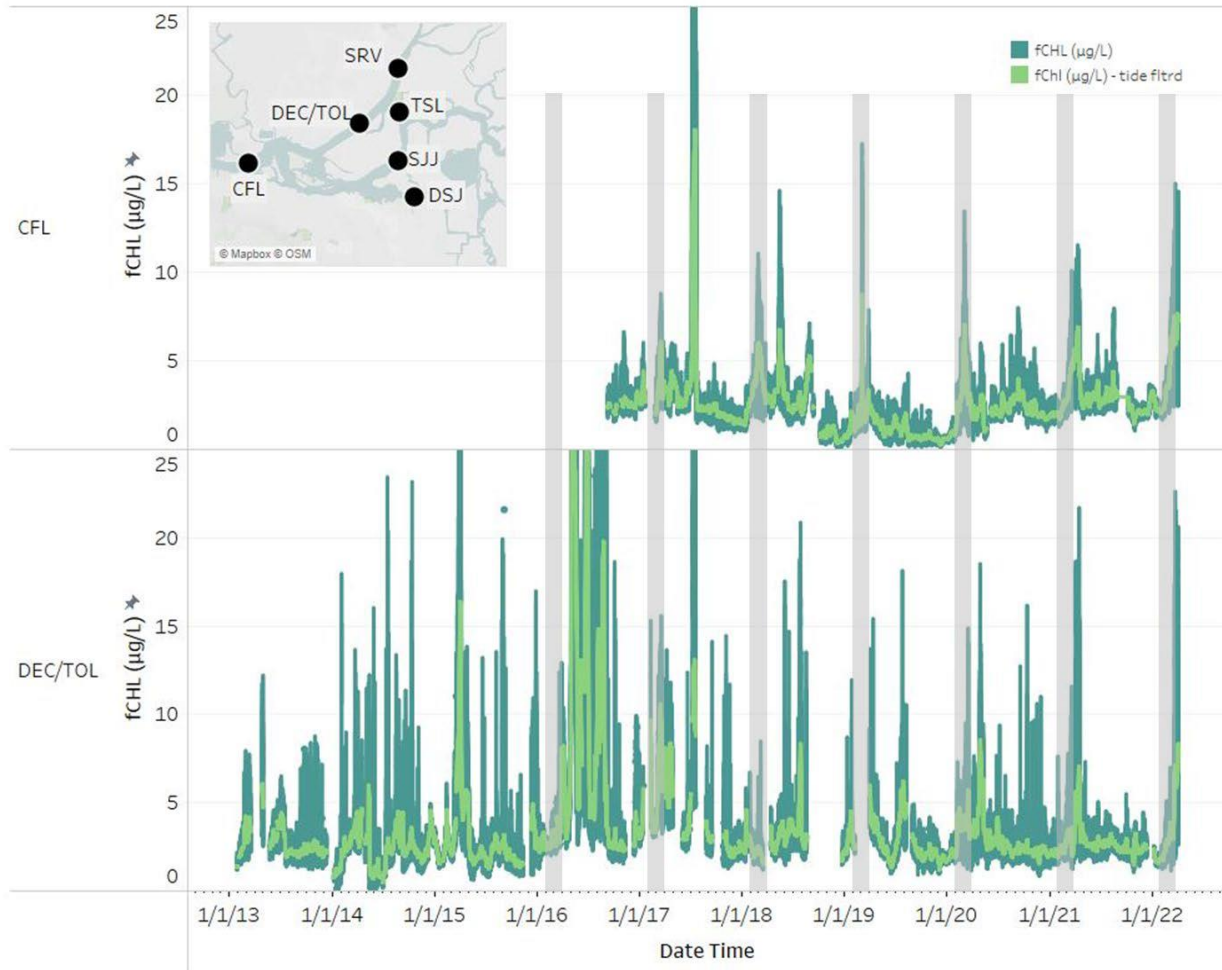 25
20
15
10
5
0
fCHL (µg/L)
CFL
SRV
DEC/TOL
TSL
SJJ
CFL
DSJ
© Mapbox © OSM
fCHL (µg/L)
fChl (µg/L) - tide fltrd
25
20
15
10
5
0
fCHL (µg/L)
DEC/TOL
1/1/13 1/1/14 1/1/15 1/1/16 1/1/17 1/1/18 1/1/19 1/1/20 1/1/21 1/1/22
Date Time